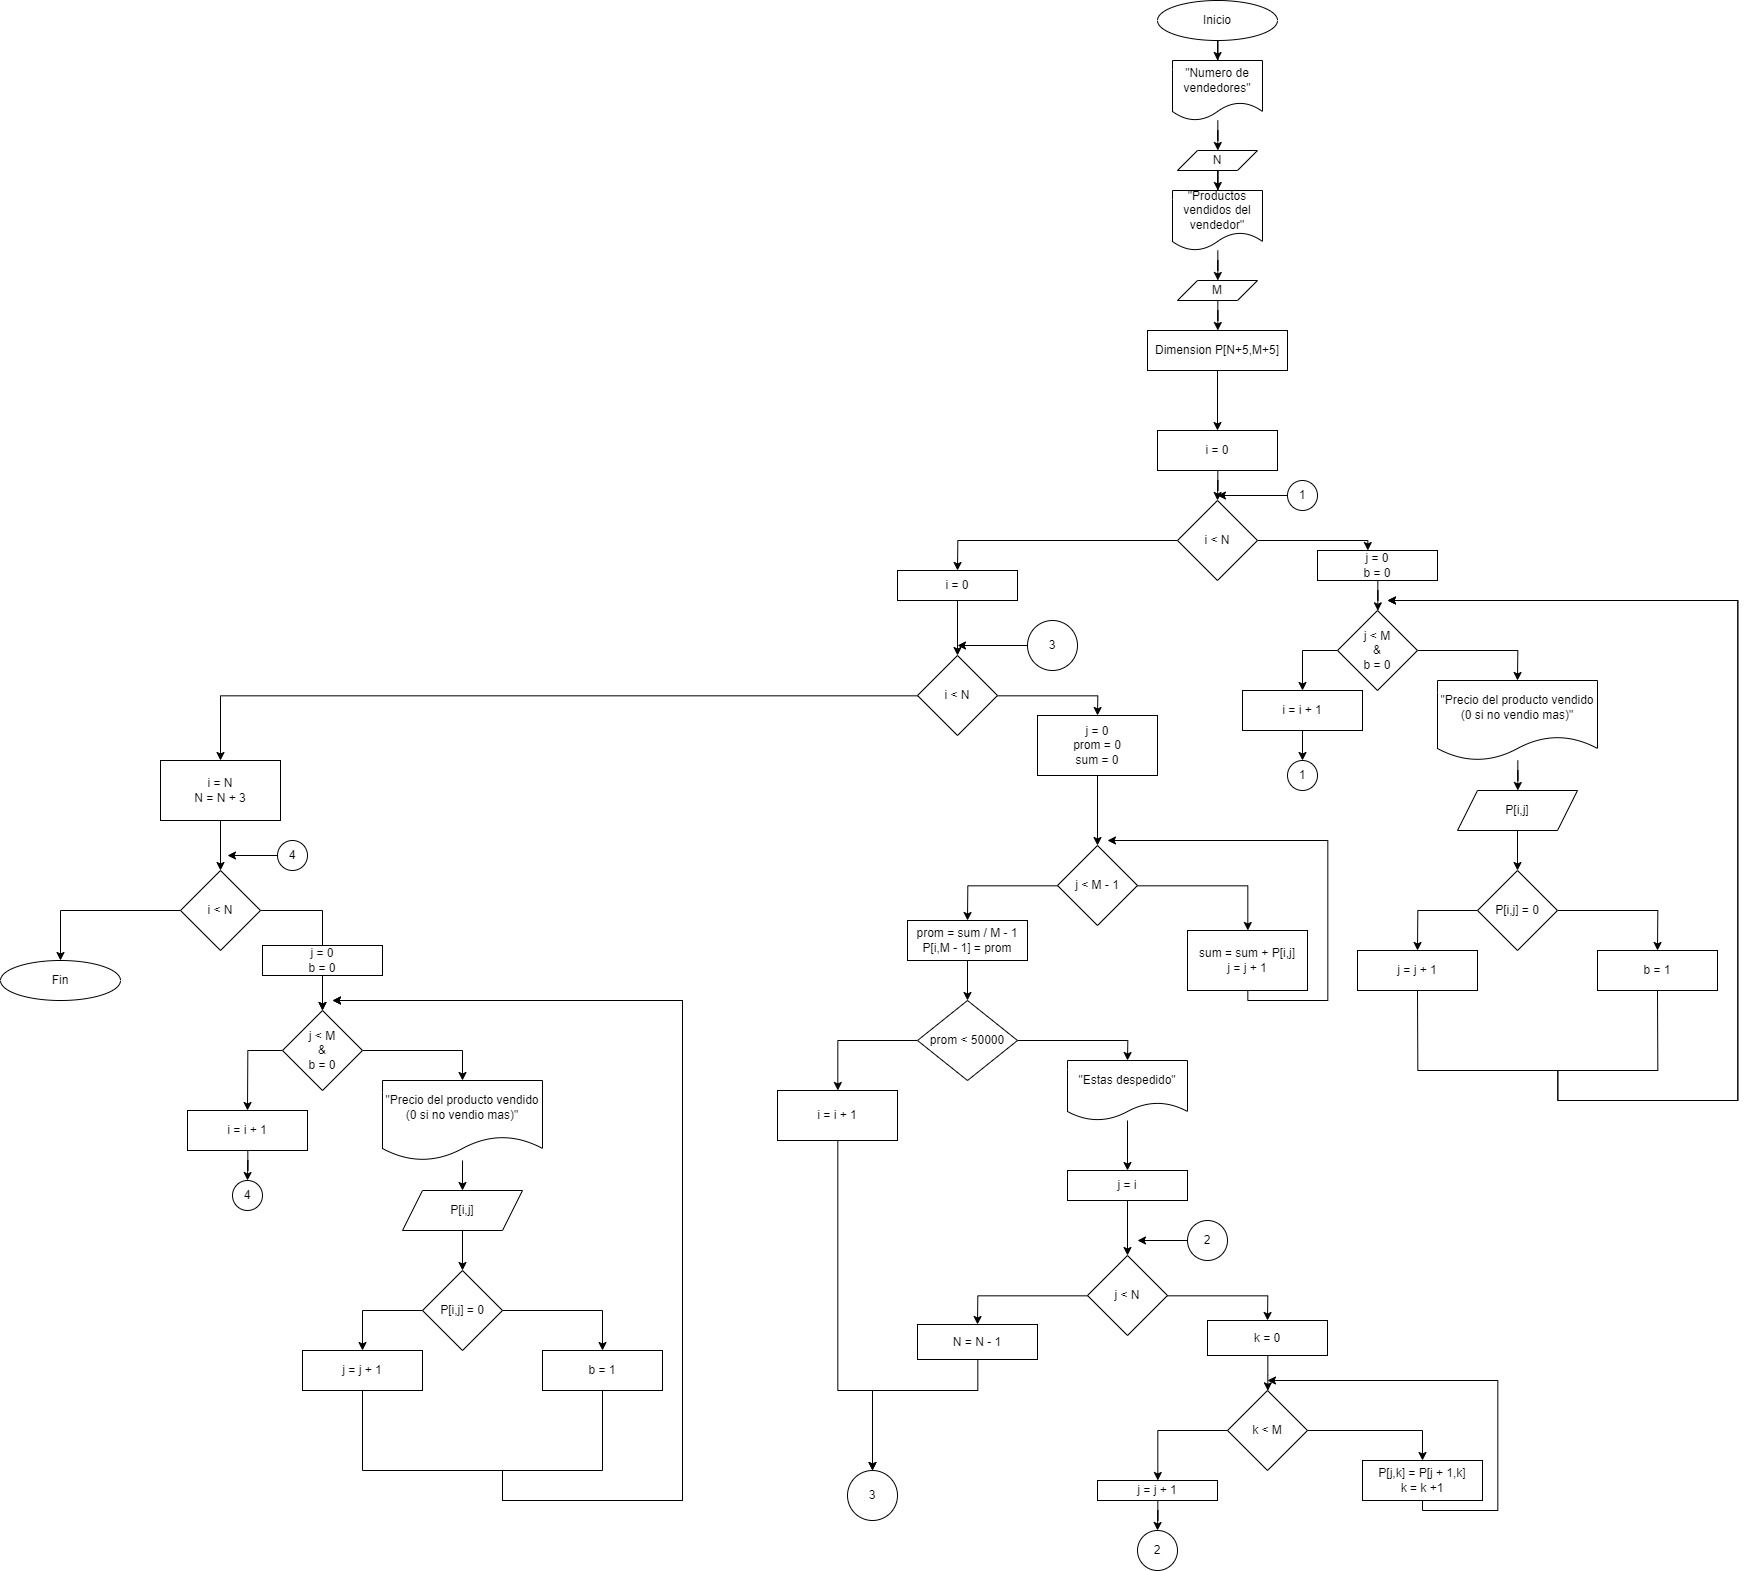 Inicio
"Numero de
vendedores"
N
"Productos
vendidos del
vendedor"
M
Dimension P[N+5,M+5]
i = 0
1
i < N
i = 0
j = 0
b = 0
3
j < M
&
b = 0
i < N
i = i + 1
"Precio del producto vendido
(0 si no vendio mas)"
j = 0
prom = 0
sum = 0
1
i = N
N = N + 3
P[i,j]
4
j < M - 1
i < N
P[i,j] = 0
prom = sum / M - 1
P[i,M - 1] = prom
sum = sum + P[i,j]
j = j + 1
j = 0
b = 0
j = j + 1
b = 1
Fin
j < M
&
b = 0
prom < 50000
"Estas despedido"
"Precio del producto vendido
(0 si no vendio mas)"
i = i + 1
i = i + 1
j = i
4
P[i,j]
2
j < N
P[i,j] = 0
N = N - 1
k = 0
j = j + 1
b = 1
k < M
P[j,k] = P[j + 1,k]
k = k +1
j = j + 1
3
2